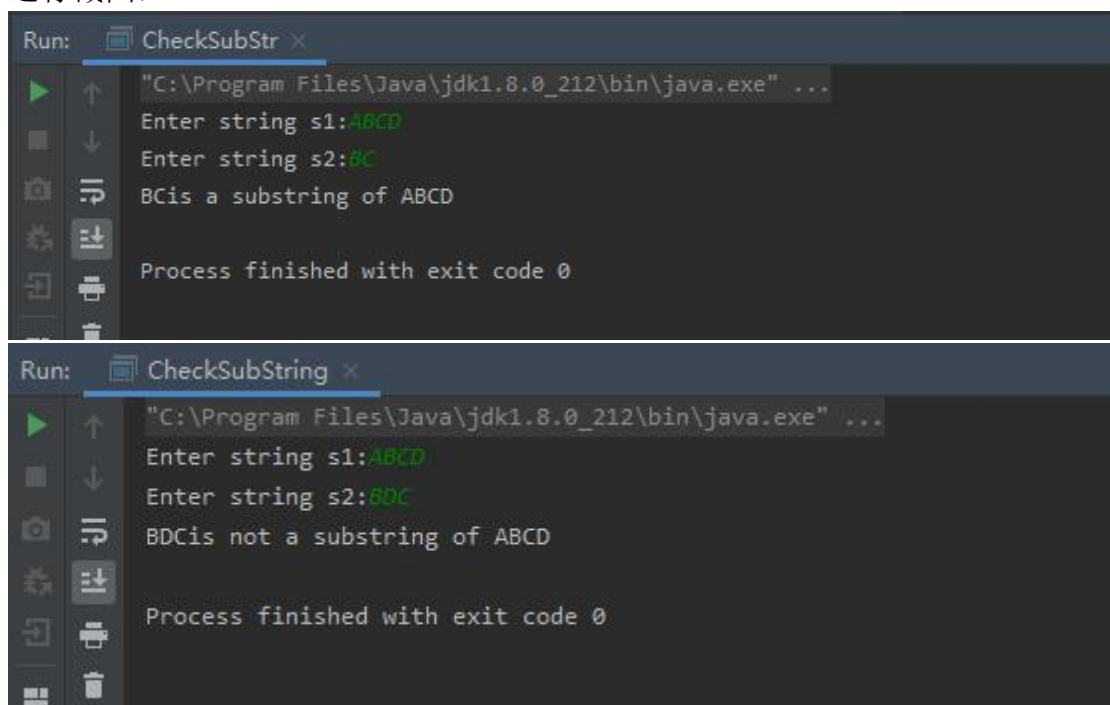 Run: CheckSubStr ×
"C:\Program Files\Java\jdk1.8.0_212\bin\java.exe" ...
Enter string s1:ABCD
Enter string s2:BC
BCis a substring of ABCD
Process finished with exit code 0
Run: CheckSubString ×
"C:\Program Files\Java\jdk1.8.0_212\bin\java.exe" ...
Enter string s1:ABCD
Enter string s2:BDC
BDCis not a substring of ABCD
Process finished with exit code 0